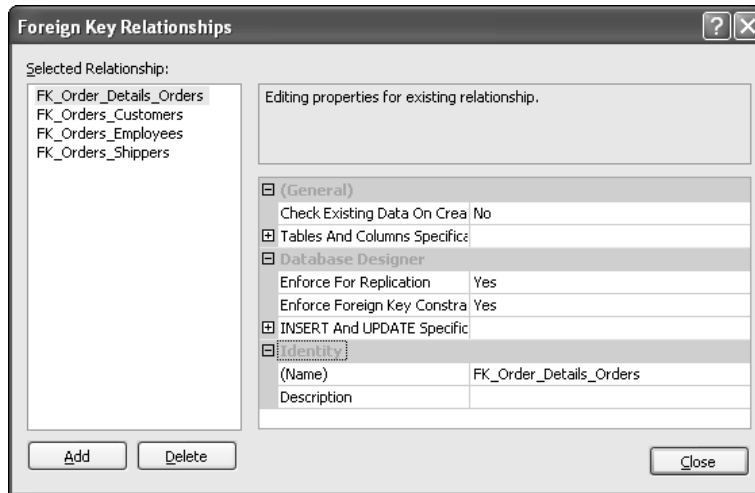 Foreign Key Relationships
Selected Relationship:
FK_Order_Details_Orders
FK_Orders_Customers
FK_Orders_Employees
FK_Orders_Shippers
Editing properties for existing relationship.
(General)
Check Existing Data On Crea No
Tables And Columns Specifica
Database Designer
Enforce For Replication Yes
Enforce Foreign Key Constra Yes
INSERT And UPDATE Specific
Identity
(Name) FK_Order_Details_Orders
Description
Add Delete
Close